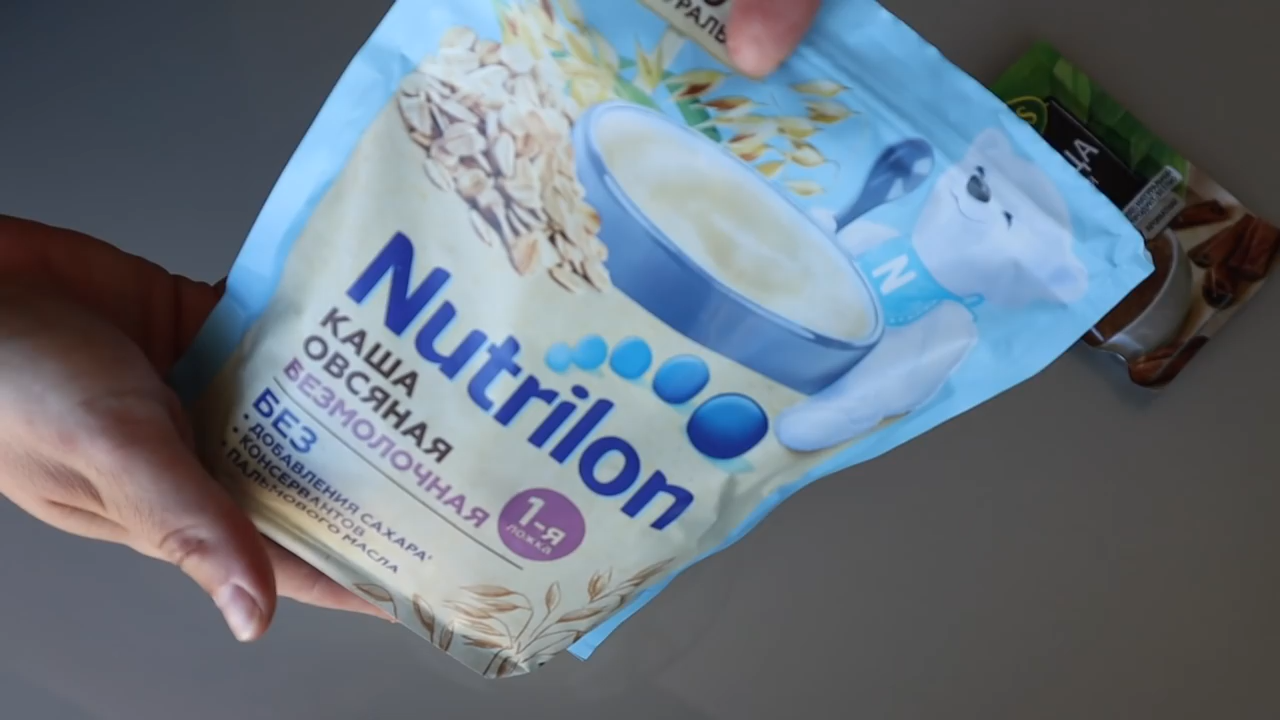 Nutrilon
КАША
ОВСЯНАЯ
БЕЗМОЛОЧНАЯ
1-я
ложка
БЕЗ
• ДОБАВЛЕНИЯ САХАРА*
• КОНСЕРВАНТОВ
• ПАЛЬМОВОГО МАСЛА
N